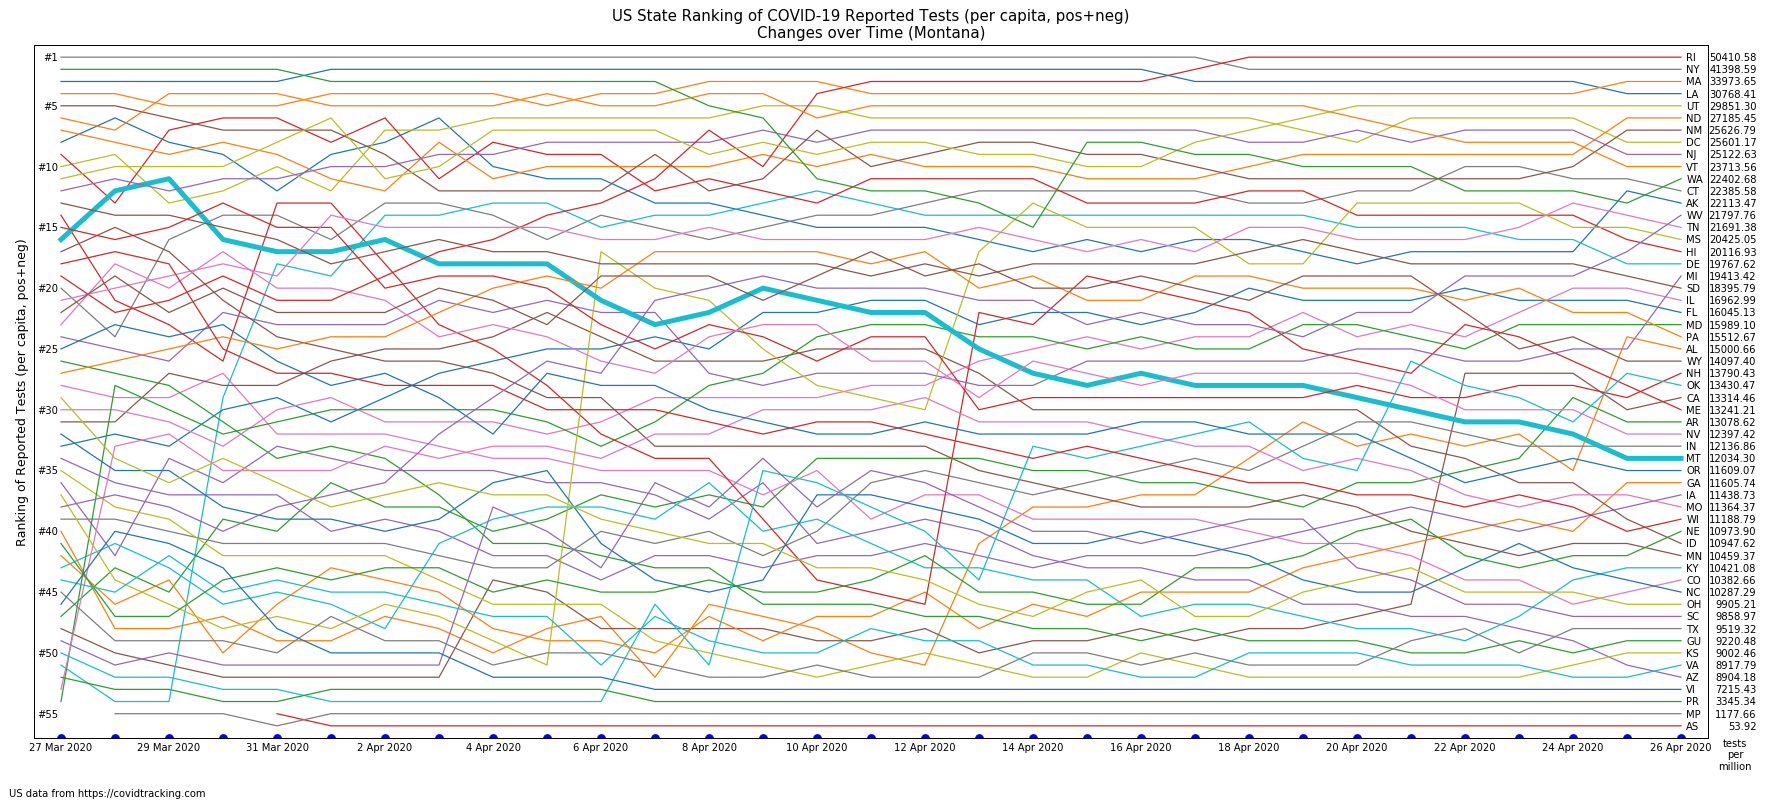 US State Ranking of COVID-19 Reported Tests (per capita, pos+neg)
Changes over Time (Montana)
Ranking of Reported Tests (per capita, pos+neg)
#1
#5
#10
#15
#20
#25
#30
#35
#40
#45
#50
#55
RI 50410.58
NY 41398.59
MA 33973.65
LA 30768.41
UT 29851.30
ND 27185.45
NM 25626.79
DC 25601.17
NJ 25122.63
VT 23713.56
WA 22402.68
CT 22385.58
AK 22113.47
WV 21797.76
TN 21691.38
MS 20425.05
HI 20116.93
DE 19767.62
MI 19413.42
SD 18395.79
IL 16962.99
FL 16045.13
MD 15989.10
PA 15512.67
AL 15000.66
WY 14097.40
NH 13790.43
OK 13430.47
CA 13314.46
ME 13241.21
AR 13078.62
NV 12397.42
IN 12136.86
MT 12034.30
OR 11609.07
GA 11605.74
IA 11438.73
MO 11364.37
WI 11188.79
NE 10973.90
ID 10947.62
MN 10459.37
KY 10421.08
CO 10382.66
NC 10287.29
OH 9905.21
SC 9858.97
TX 9519.32
GU 9220.48
KS 9002.46
VA 8917.79
AZ 8904.18
VI 7215.43
PR 3345.34
MP 1177.66
AS 53.92
27 Mar 2020 29 Mar 2020 31 Mar 2020 2 Apr 2020 4 Apr 2020 6 Apr 2020 8 Apr 2020 10 Apr 2020 12 Apr 2020 14 Apr 2020 16 Apr 2020 18 Apr 2020 20 Apr 2020 22 Apr 2020 24 Apr 2020 26 Apr 2020
tests
per
million
US data from https://covidtracking.com